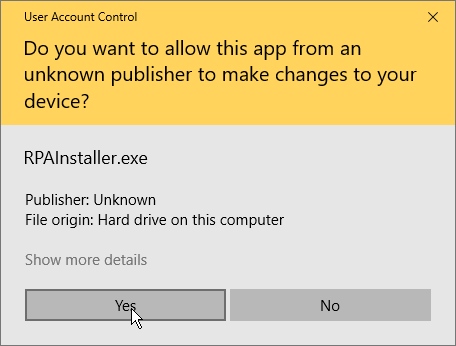 User Account Control
Do you want to allow this app from an
unknown publisher to make changes to your
device?
RPAInstaller.exe
Publisher: Unknown
File origin: Hard drive on this computer
Show more details
Yes
No